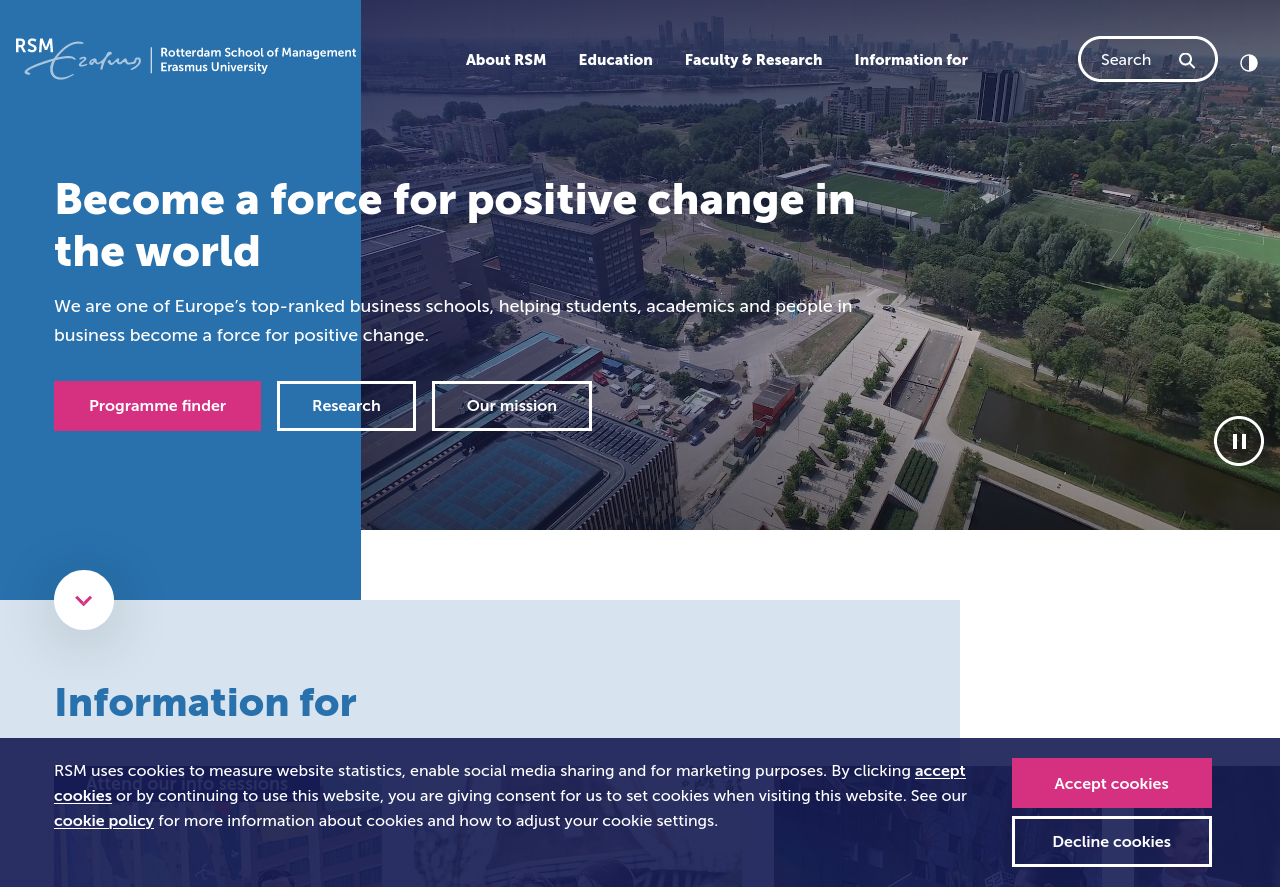 RSM
Erasmus
Rotterdam School of Management
Erasmus University
About RSM
Education
Faculty & Research
Information for
Search
Become a force for positive change in
the world
We are one of Europe's top-ranked business schools, helping students, academics and people in
business become a force for positive change.
Programme finder
Research
Our mission
Information for
Attend our info sessions
RSM uses cookies to measure website statistics, enable social media sharing and for marketing purposes. By clicking accept
cookies or by continuing to use this website, you are giving consent for us to set cookies when visiting this website. See our
cookie policy for more information about cookies and how to adjust your cookie settings.
Accept cookies
Decline cookies